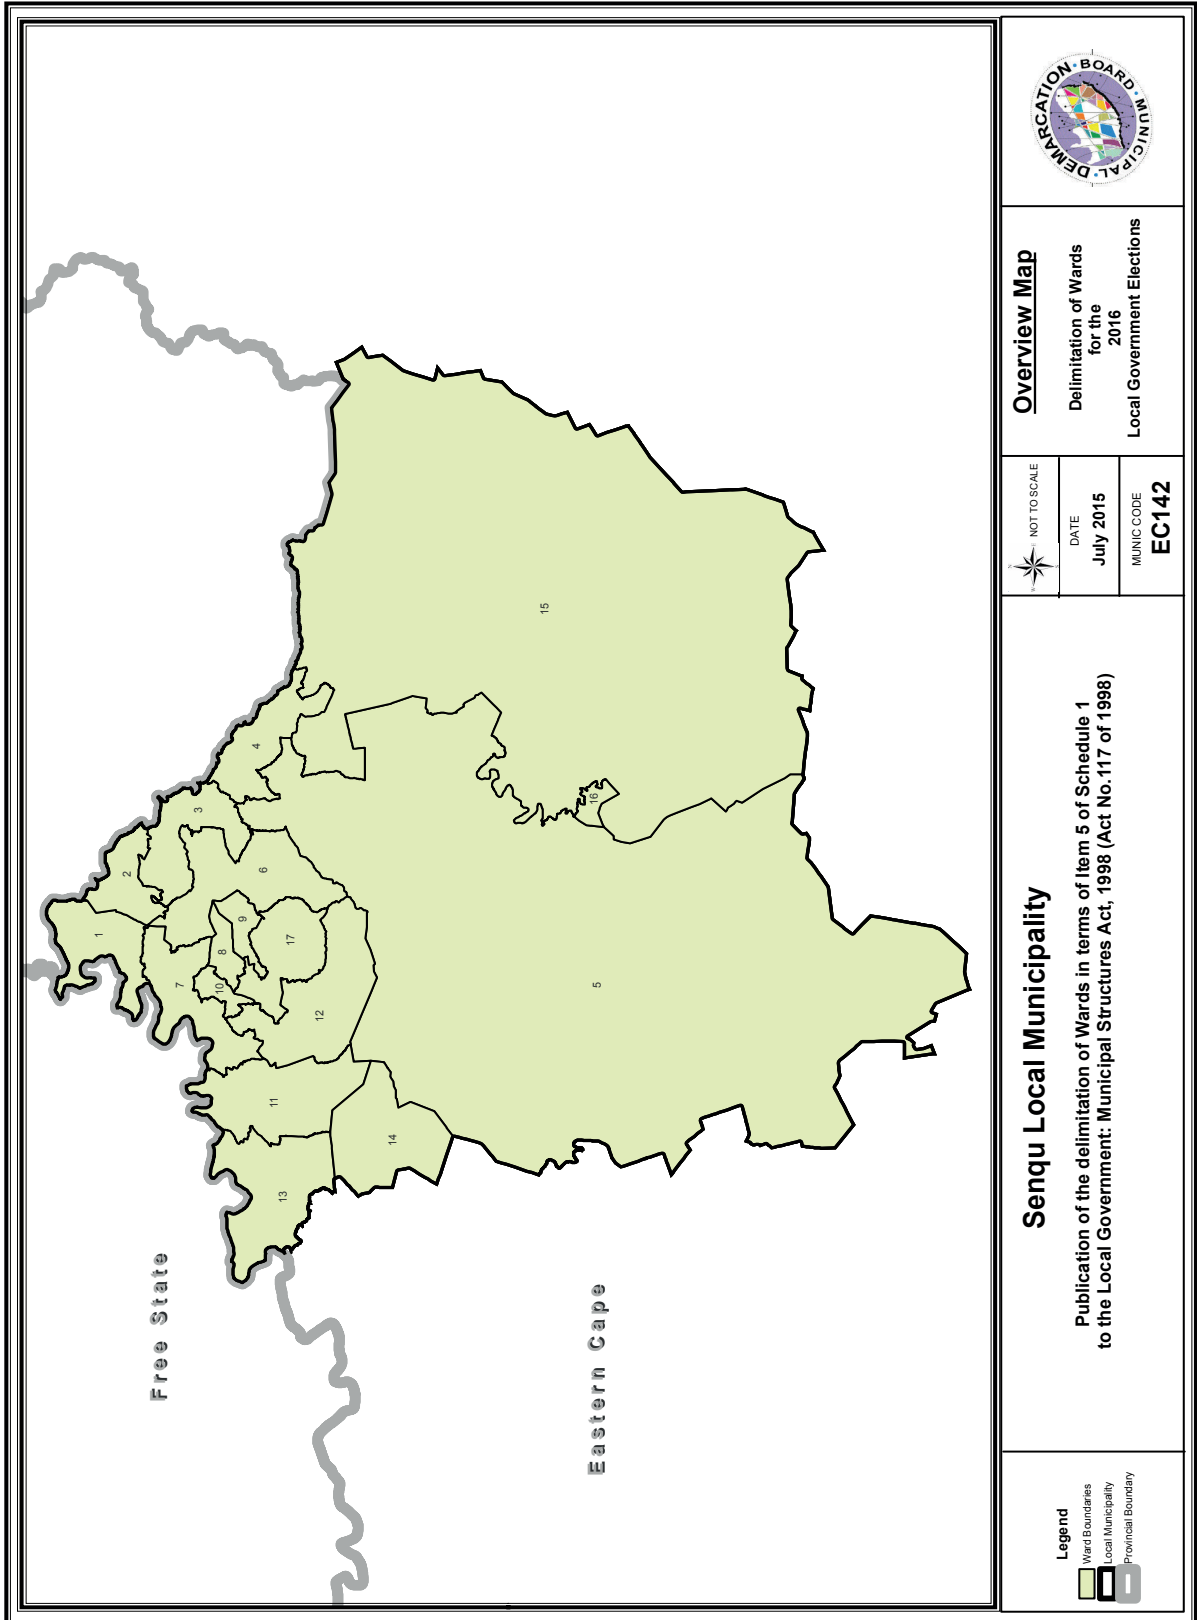 Free State
Eastern Cape
1
2
3
4
5
6
7
8
9
10
11
12
13
14
15
16
17
Legend
Ward Boundaries
Local Municipality
Provincial Boundary
Senqu Local Municipality
Publication of the delimitation of Wards in terms of Item 5 of Schedule 1
to the Local Government: Municipal Structures Act, 1998 (Act No.117 of 1998)
NOT TO SCALE
DATE
July 2015
MUNIC CODE
EC142
Overview Map
Delimitation of Wards
for the
2016
Local Government Elections
MUNICIPAL • DEMARCATION • BOARD •